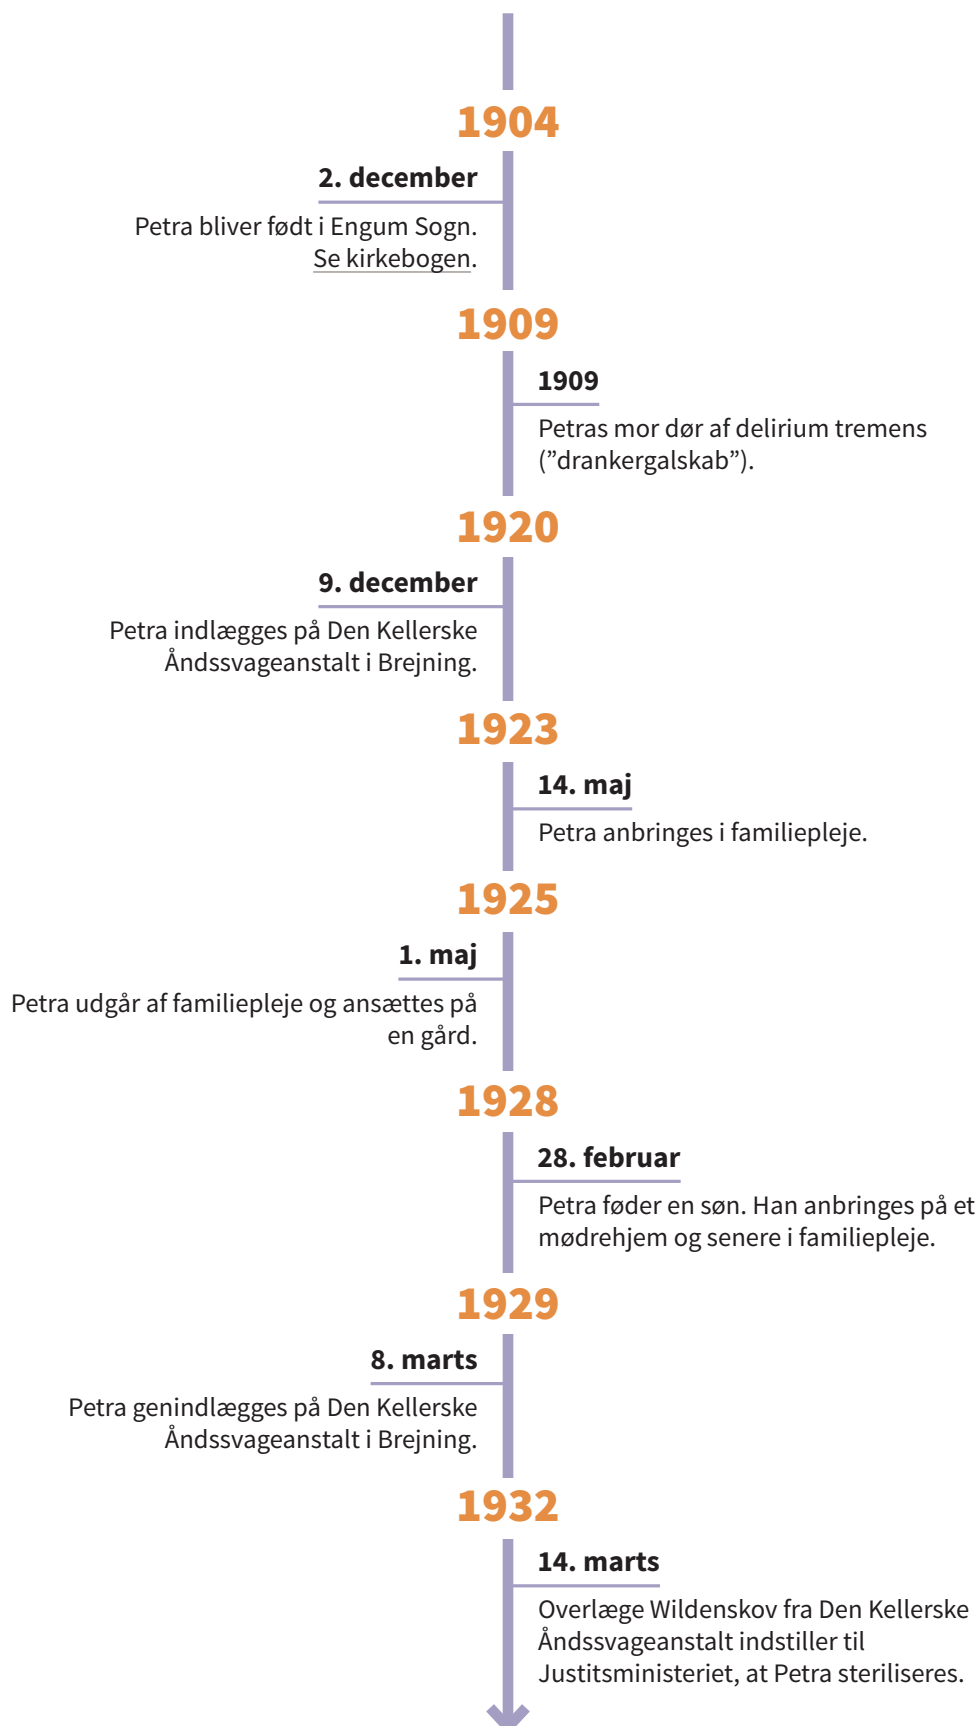 1904
2. december
Petra bliver født i Engum Sogn.
Se kirkebogen.
1909
1909
Petras mor dør af delirium tremens
(”drankergalskab”).
1920
9. december
Petra indlægges på Den Kellerske
Åndssvageanstalt i Brejning.
1923
14. maj
Petra anbringes i familiepleje.
1925
1. maj
Petra udgår af familiepleje og ansættes på
en gård.
1928
28. februar
Petra føder en søn. Han anbringes på et
mødrehjem og senere i familiepleje.
1929
8. marts
Petra genindlægges på Den Kellerske
Åndssvageanstalt i Brejning.
1932
14. marts
Overlæge Wildenskov fra Den Kellerske
Åndssvageanstalt indstiller til
Justitsministeriet, at Petra steriliseres.